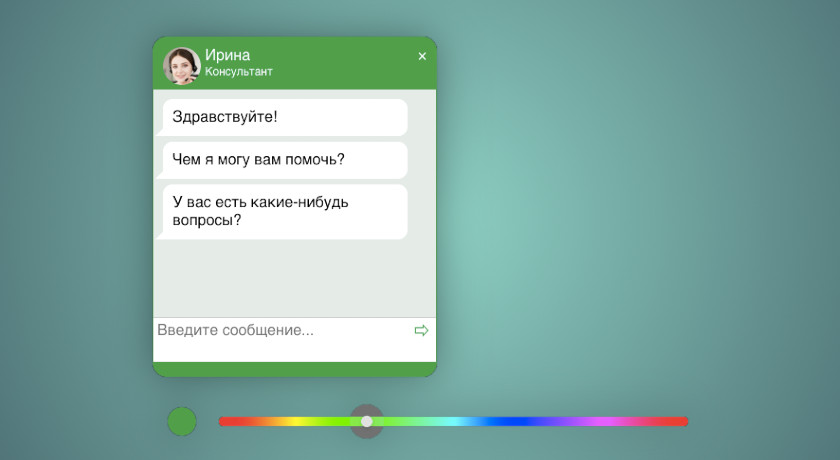 Ирина
Консультант
×
Здравствуйте!
Чем я могу вам помочь?
У вас есть какие-нибудь
вопросы?
Введите сообщение...